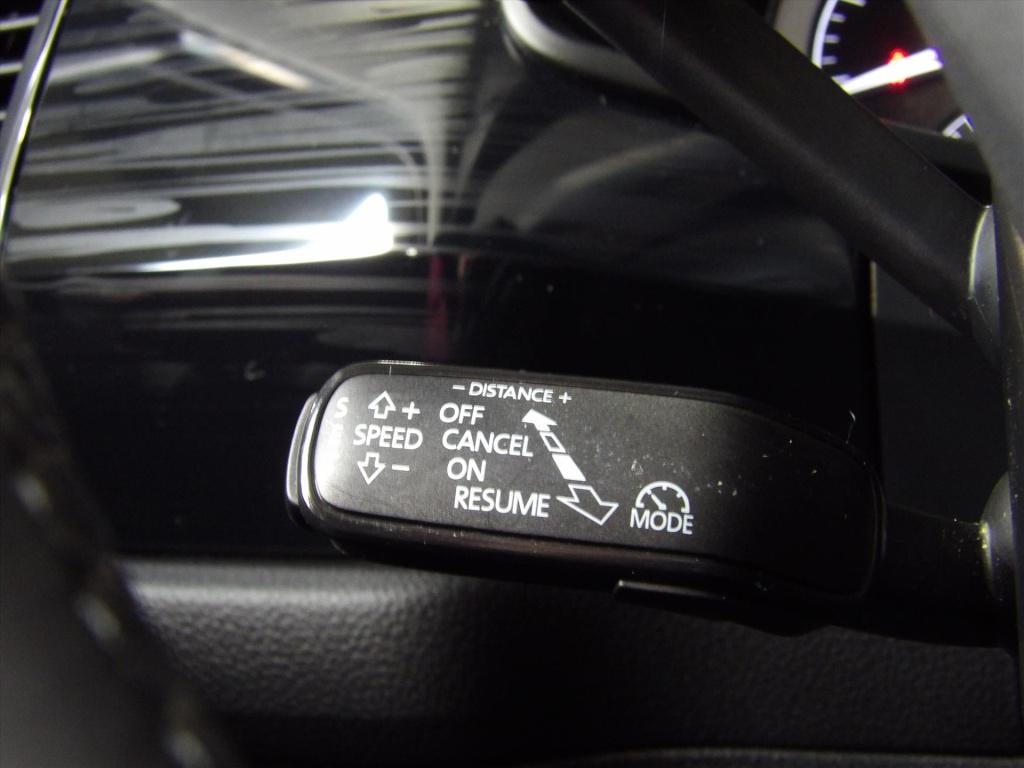 - DISTANCE +
+ OFF
SPEED CANCEL
- ON
RESUME
MODE